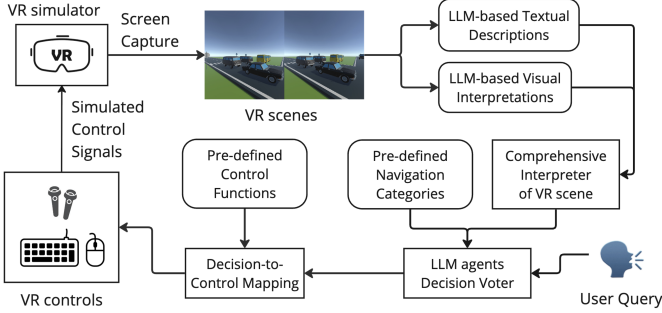 VR simulator
VR
Screen
Capture
VR scenes
LLM-based Textual
Descriptions
LLM-based Visual
Interpretations
Simulated
Control
Signals
Pre-defined
Control
Functions
Pre-defined
Navigation
Categories
Comprehensive
Interpreter
of VR scene
Decision-to-
Control Mapping
LLM agents
Decision Voter
VR controls
User Query